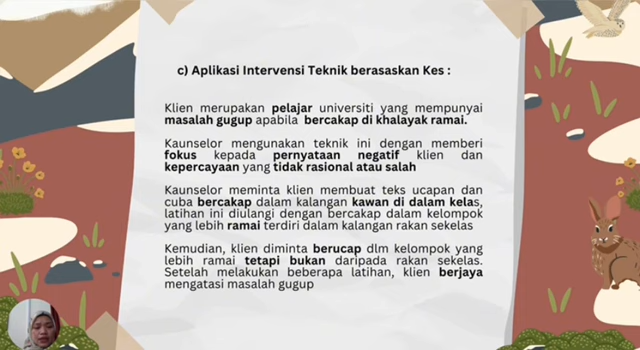 c) Aplikasi Intervensi Teknik berasaskan Kes :
Klien merupakan pelajar universiti yang mempunyai
masalah gugup apabila bercakap di khalayak ramai.
Kaunselor mengunakan teknik ini dengan memberi
fokus kepada pernyataan negatif klien dan
kepercayaan yang tidak rasional atau salah
Kaunselor meminta klien membuat teks ucapan dan
cuba bercakap dalam kalangan kawan di dalam kelas,
latihan ini diulangi dengan bercakap dalam kelompok
yang lebih ramai terdiri dalam kalangan rakan sekelas
Kemudian, klien diminta berucap dlm kelompok yang
lebih ramai tetapi bukan daripada rakan sekelas.
Setelah melakukan beberapa latihan, klien berjaya
mengatasi masalah gugup